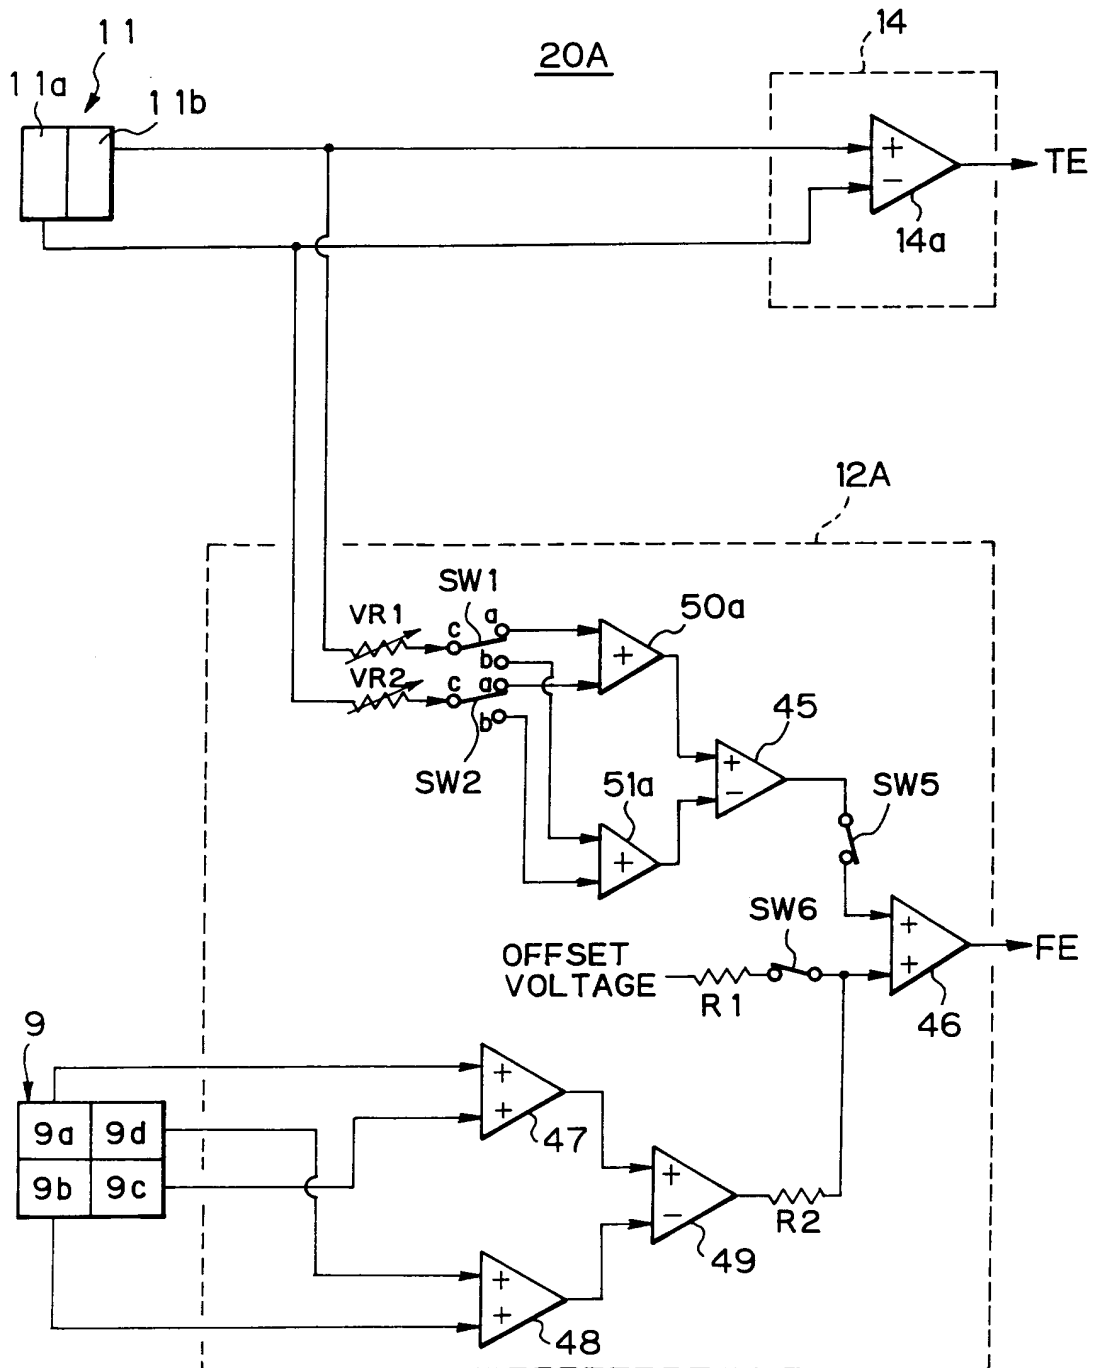 11
20A
14
11a
11b
+
TE
−
14a
12A
SW1
50a
VR1
c
a
+
b
VR2
c
a
b
45
SW2
+
−
51a
SW5
+
SW6
+
OFFSET
VOLTAGE
+
FE
R1
46
9
+
+
47
9a
9d
9b
9c
+
−
R2
49
+
+
48